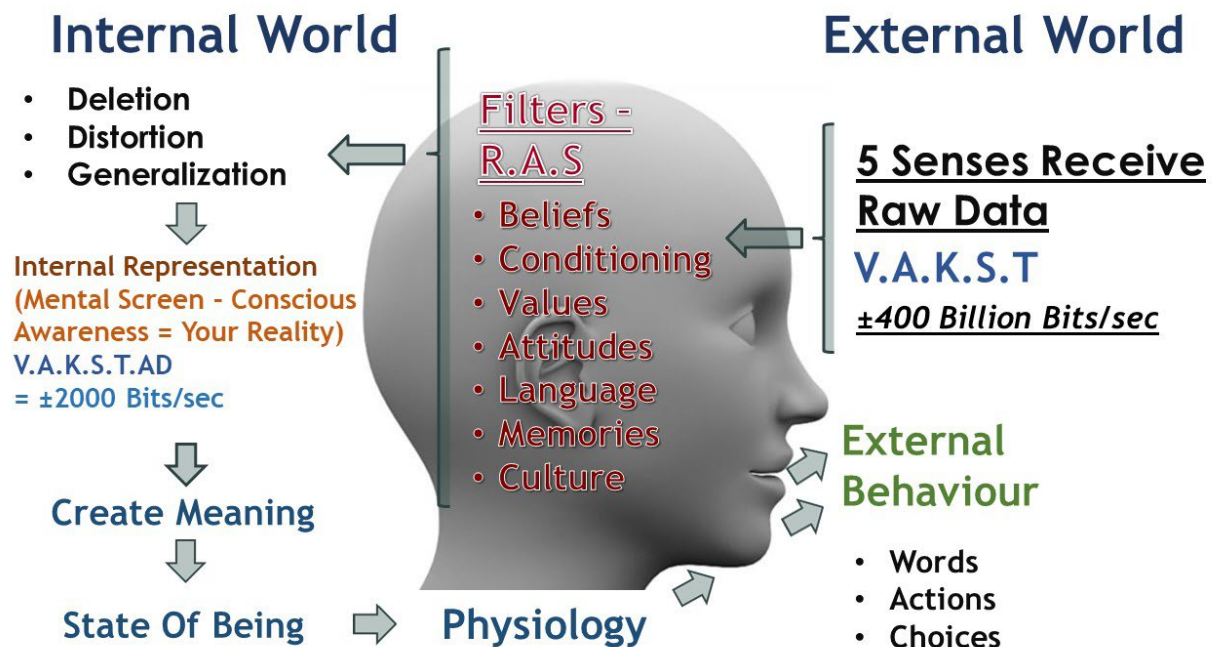 Internal World
• Deletion
• Distortion
• Generalization
Internal Representation
(Mental Screen - Conscious
Awareness = Your Reality)
V.A.K.S.T.AD
= ±2000 Bits/sec
Create Meaning
State Of Being
Physiology
Filters -
R.A.S
• Beliefs
• Conditioning
• Values
• Attitudes
• Language
• Memories
• Culture
External World
5 Senses Receive
Raw Data
V.A.K.S.T
±400 Billion Bits/sec
External
Behaviour
• Words
• Actions
• Choices